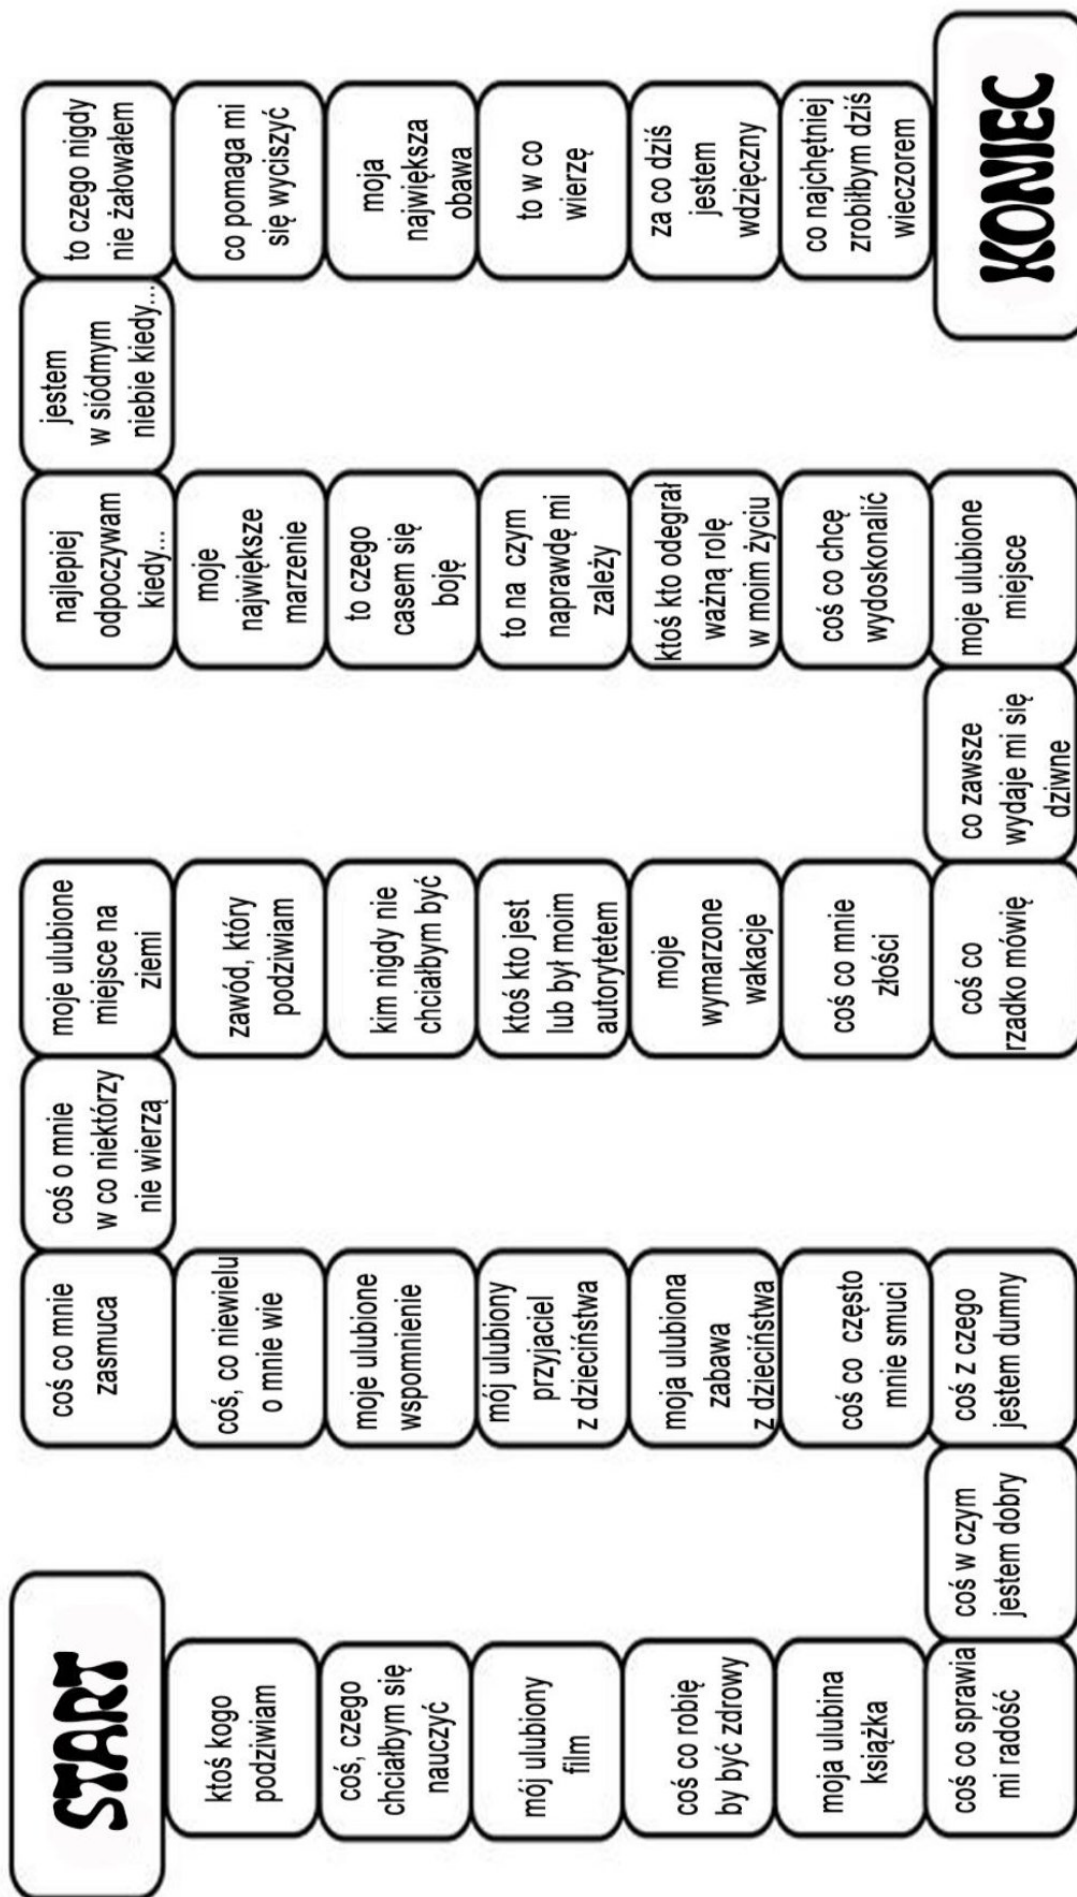 START
ktoś kogo
podziwiam
coś, czego
chciałbym się
nauczyć
mój ulubiony
film
coś co robię
by być zdrowy
moja ulubina
książka
coś co sprawia
mi radość
coś w czym
jestem dobry
coś z czego
jestem dumny
coś co często
mnie smuci
moja ulubiona
zabawa
z dzieciństwa
mój ulubiony
przyjaciel
z dzieciństwa
moje ulubione
wspomnienie
coś, co niewielu
o mnie wie
coś co mnie
zasmuca
coś o mnie
w co niektórzy
nie wierzą
moje ulubione
miejsce na
ziemi
zawód, który
podziwiam
kim nigdy nie
chciałbym być
ktoś kto jest
lub był moim
autorytetem
moje
wymarzone
wakacje
coś co mnie
złości
coś co
rzadko mówię
co zawsze
wydaje mi się
dziwne
moje ulubione
miejsce
coś co chcę
wydoskonalić
ktoś kto odegrał
ważną rolę
w moim życiu
to na czym
naprawdę mi
zależy
to czego
casem się
boję
moje
największe
marzenie
najlepiej
odpoczywam
kiedy...
jestem
w siódmym
niebie kiedy...
to czego nigdy
nie żałowałem
co pomaga mi
się wyciszyć
moja
największa
obawa
to w co
wierzę
za co dziś
jestem
wdzięczny
co najchętniej
zrobiłbym dziś
wieczorem
KONIEC